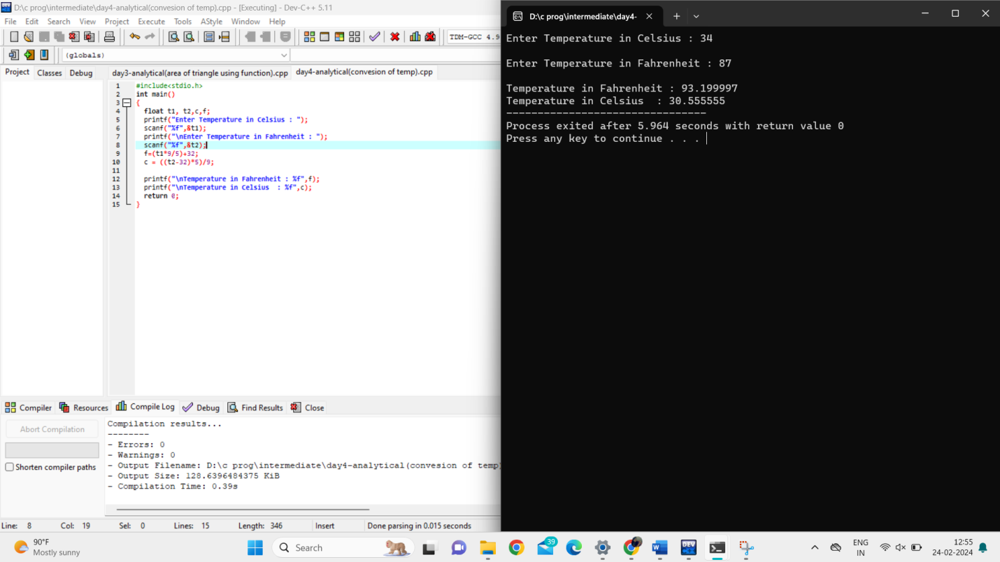 D:\c prog\intermediate\day4-analytical(convesion of temp).cpp - [Executing] - Dev-C++ 5.11
File Edit Search View Project Execute Tools AStyle Window Help
TDM-GCC 4.9
(globals)
Project Classes Debug
day3-analytical(area of triangle using function).cpp day4-analytical(convesion of temp).cpp
1 #include<stdio.h>
2 int main()
3 {
4 float t1, t2,c,f;
5 printf("Enter Temperature in Celsius : ");
6 scanf("%f",&t1);
7 printf("\nEnter Temperature in Fahrenheit : ");
8 scanf("%f",&t2);
9 f=(t1*9/5)+32;
10 c = ((t2-32)*5)/9;
11
12 printf("\nTemperature in Fahrenheit : %f",f);
13 printf("\nTemperature in Celsius  : %f",c);
14 return 0;
15 }
Compiler Resources Compile Log Debug Find Results Close
Abort Compilation
Shorten compiler paths
Compilation results...
--------
- Errors: 0
- Warnings: 0
- Output Filename: D:\c prog\intermediate\day4-analytical(convesion of temp)
- Output Size: 128.6396484375 KiB
- Compilation Time: 0.39s
Line: 8 Col: 19 Sel: 0 Lines: 15 Length: 346 Insert Done parsing in 0.015 seconds
D:\c prog\intermediate\day4-
Enter Temperature in Celsius : 34
Enter Temperature in Fahrenheit : 87
Temperature in Fahrenheit : 93.199997
Temperature in Celsius  : 30.555555
--------------------------------
Process exited after 5.964 seconds with return value 0
Press any key to continue . . .
90°F
Mostly sunny
Search
39
DEV
ENG
IN
12:55
24-02-2024